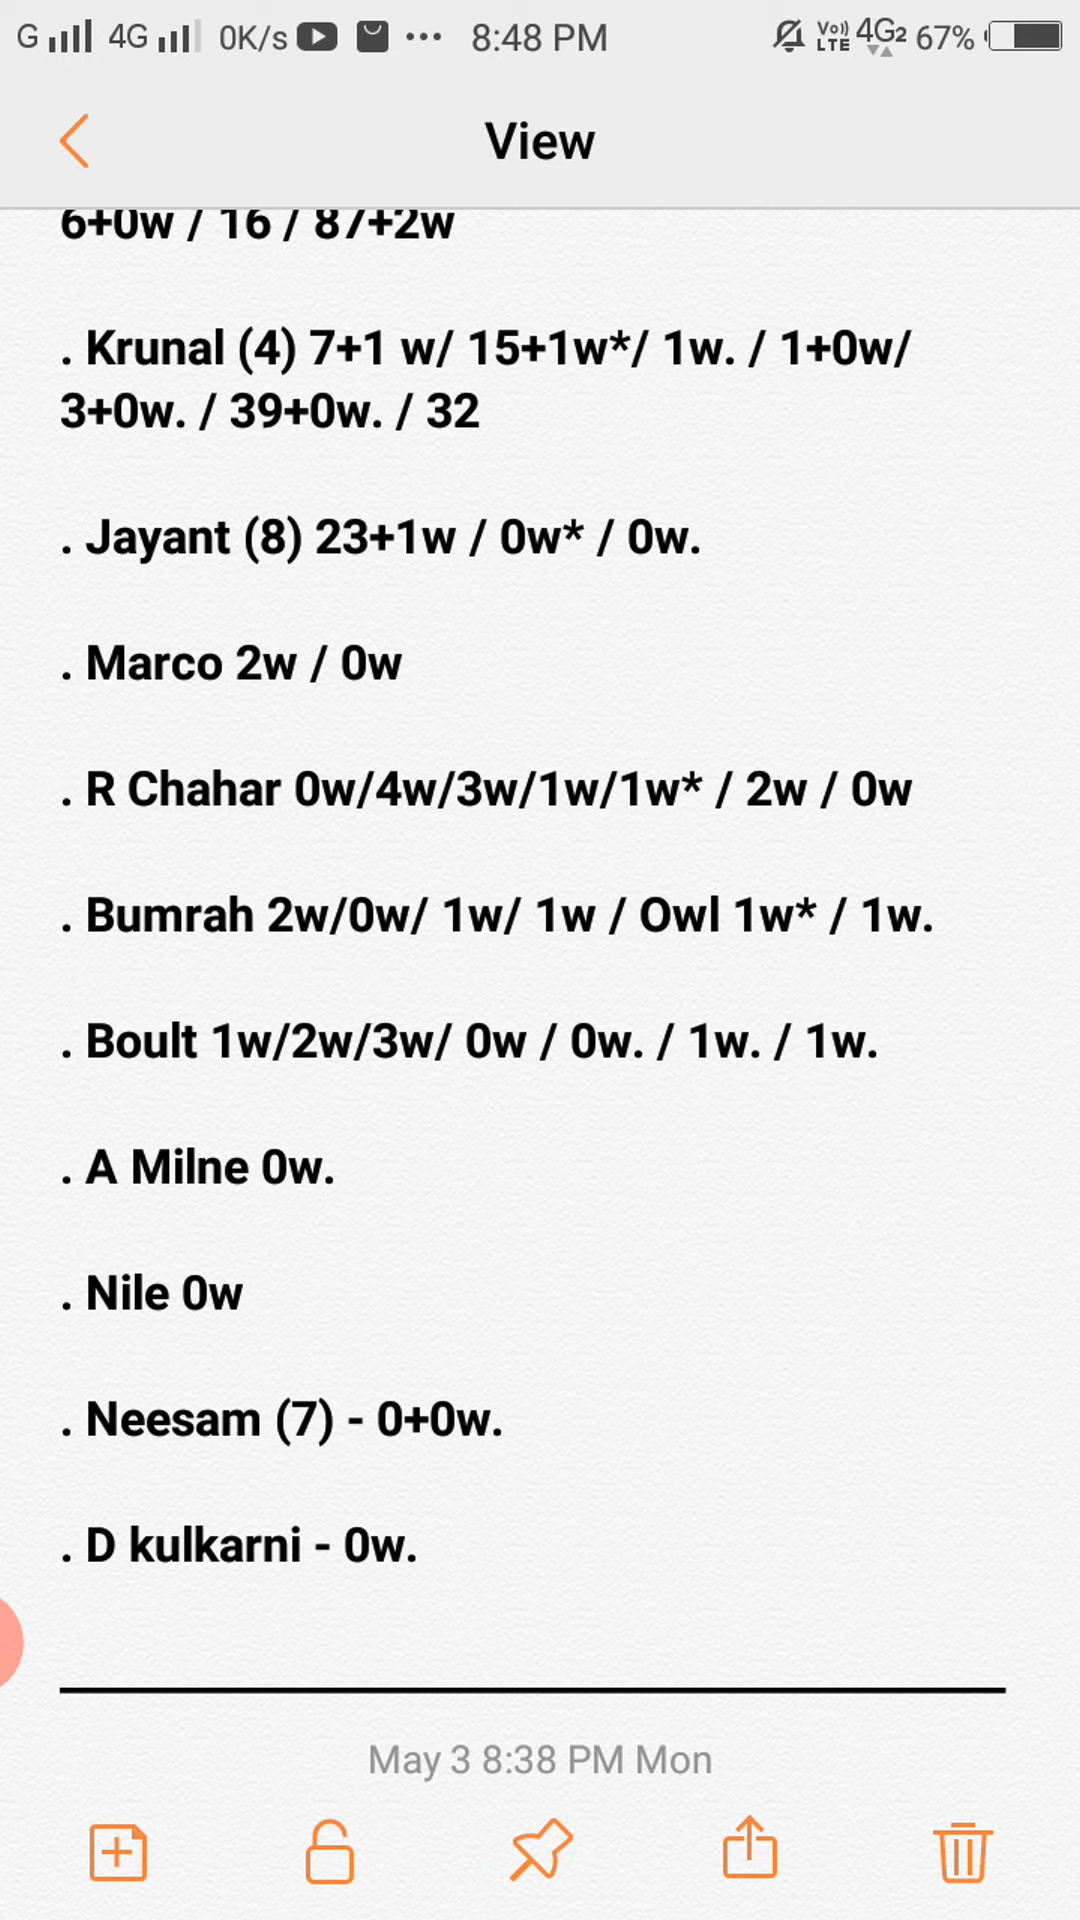 G 4G 0K/s ... 8:48 PM Vo)) LTE 4G2 67%
View
6+0w / 16 / 87+2w
. Krunal (4) 7+1 w/ 15+1w*/ 1w. / 1+0w/
3+0w. / 39+0w. / 32
. Jayant (8) 23+1w / 0w* / 0w.
. Marco 2w / 0w
. R Chahar 0w/4w/3w/1w/1w* / 2w / 0w
. Bumrah 2w/0w/ 1w/ 1w / Owl 1w* / 1w.
. Boult 1w/2w/3w/ 0w / 0w. / 1w. / 1w.
. A Milne 0w.
. Nile 0w
. Neesam (7) - 0+0w.
. D kulkarni - 0w.
May 3 8:38 PM Mon